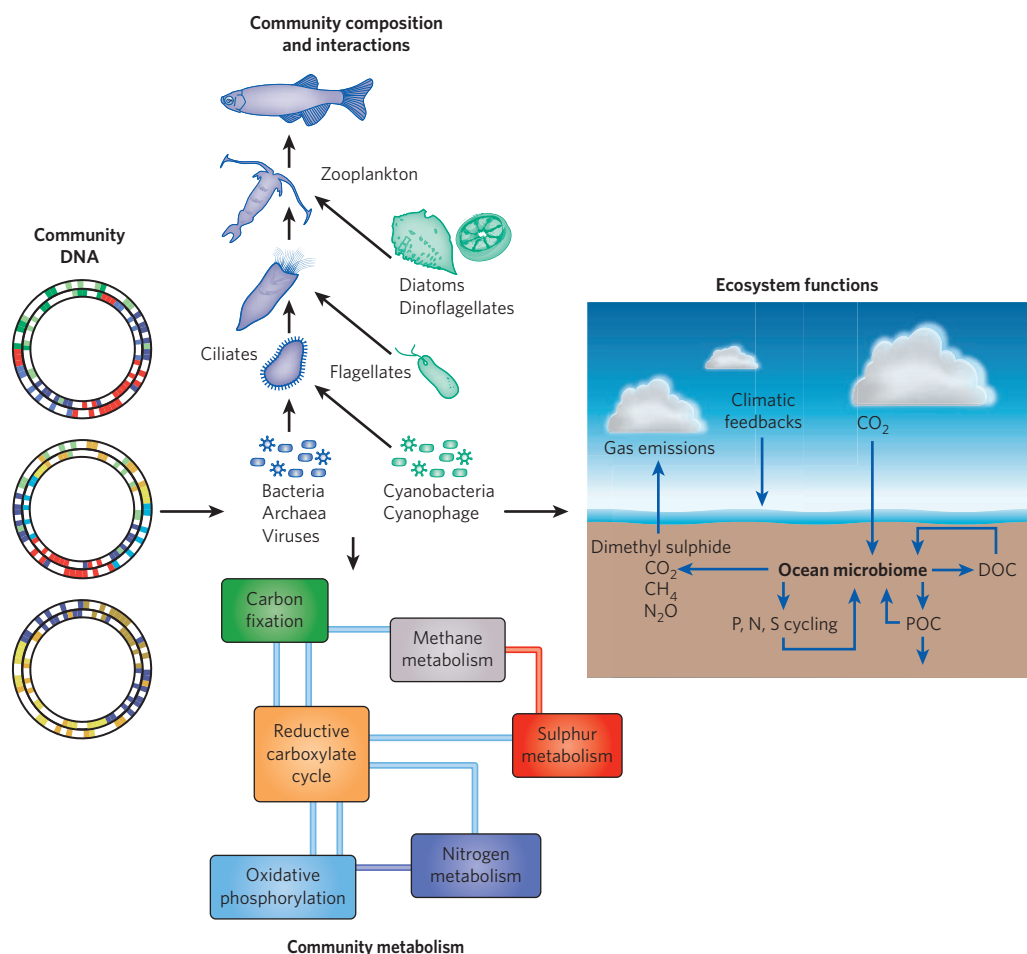 Community composition
and interactions
Zooplankton
Community
DNA
Diatoms
Dinoflagellates
Ciliates
Flagellates
Bacteria
Archaea
Viruses
Cyanobacteria
Cyanophage
Ecosystem functions
Climatic
feedbacks
CO₂
Gas emissions
Dimethyl sulphide
CO₂
CH₄
N₂O
Ocean microbiome
DOC
P, N, S cycling
POC
Carbon
fixation
Methane
metabolism
Reductive
carboxylate
cycle
Sulphur
metabolism
Oxidative
phosphorylation
Nitrogen
metabolism
Community metabolism